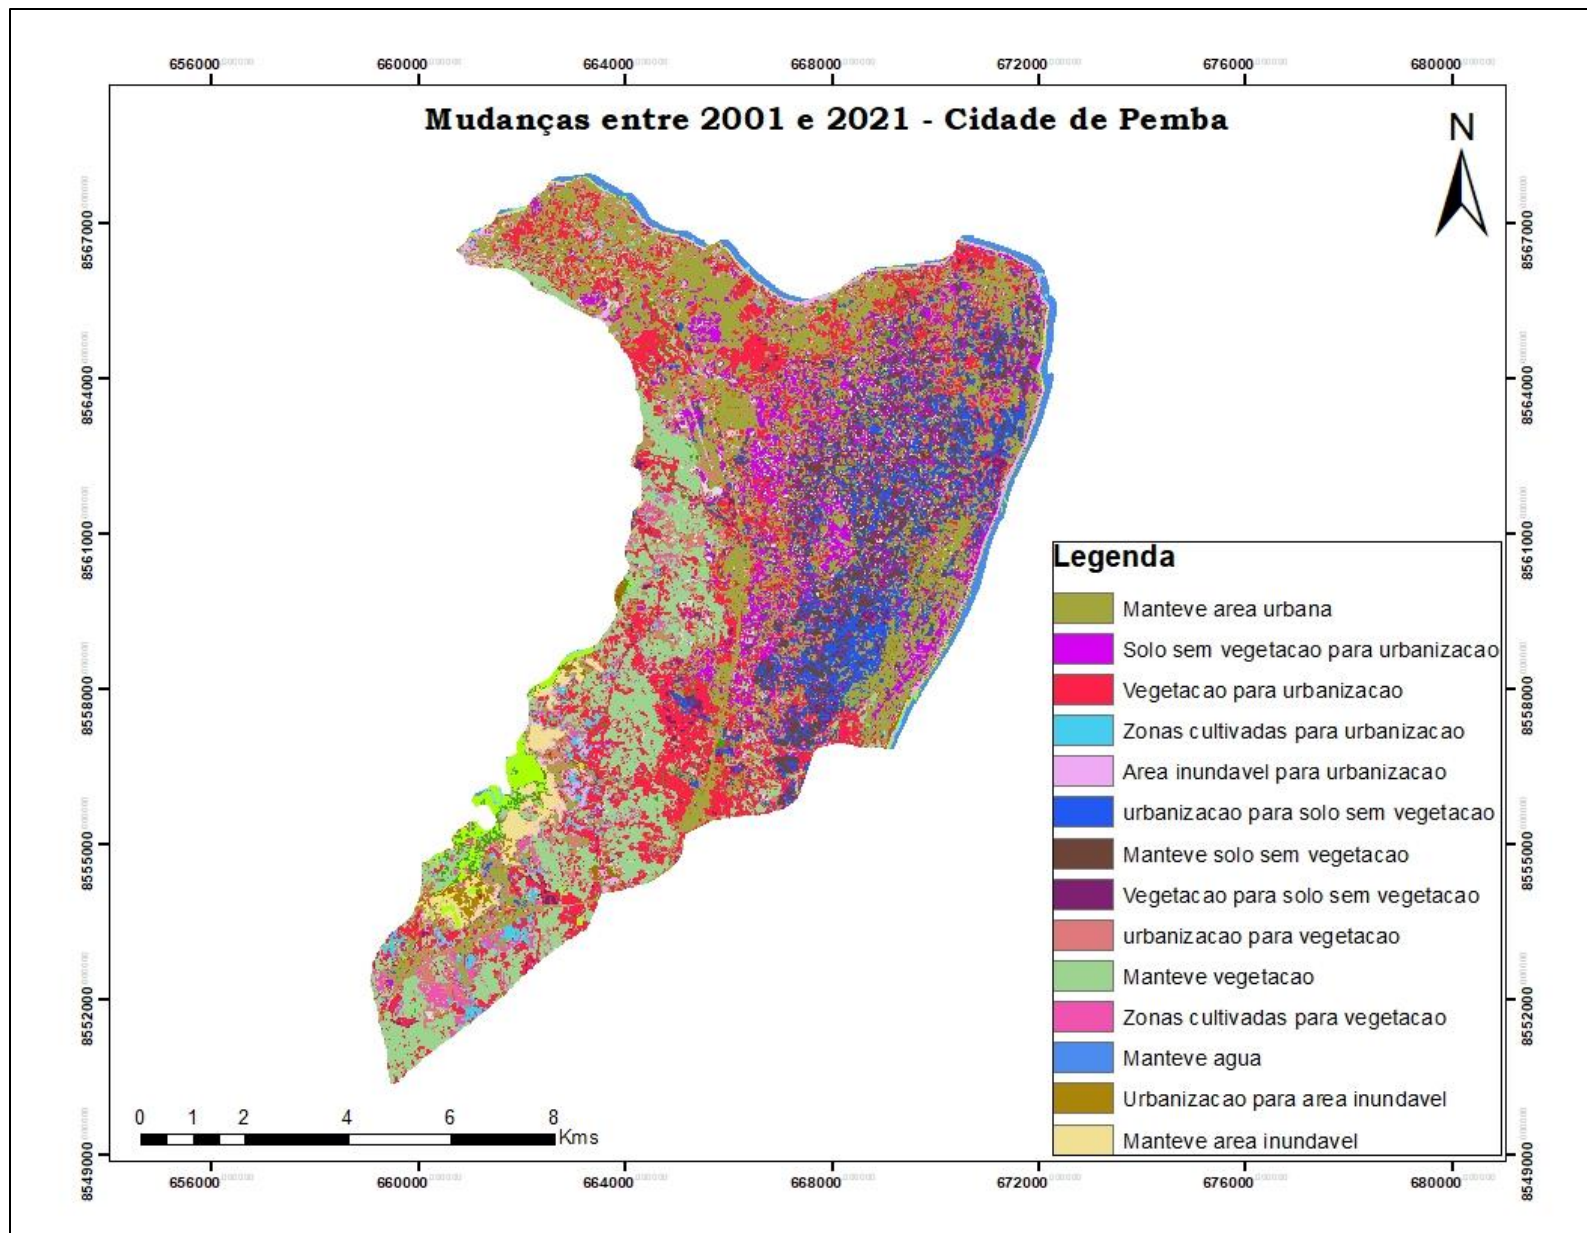 656000 660000 664000 668000 672000 676000 680000
Mudanças entre 2001 e 2021 - Cidade de Pemba
N
8567000 8567000
8564000 8564000
8561000 8561000
8558000 8558000
8555000 8555000
8552000 8552000
8549000 8549000
Legenda
Manteve area urbana
Solo sem vegetacao para urbanizacao
Vegetacao para urbanizacao
Zonas cultivadas para urbanizacao
Area inundavel para urbanizacao
urbanizacao para solo sem vegetacao
Manteve solo sem vegetacao
Vegetacao para solo sem vegetacao
urbanizacao para vegetacao
Manteve vegetacao
Zonas cultivadas para vegetacao
Manteve agua
Urbanizacao para area inundavel
Manteve area inundavel
0 1 2 4 6 8
Kms
656000 660000 664000 668000 672000 676000 680000